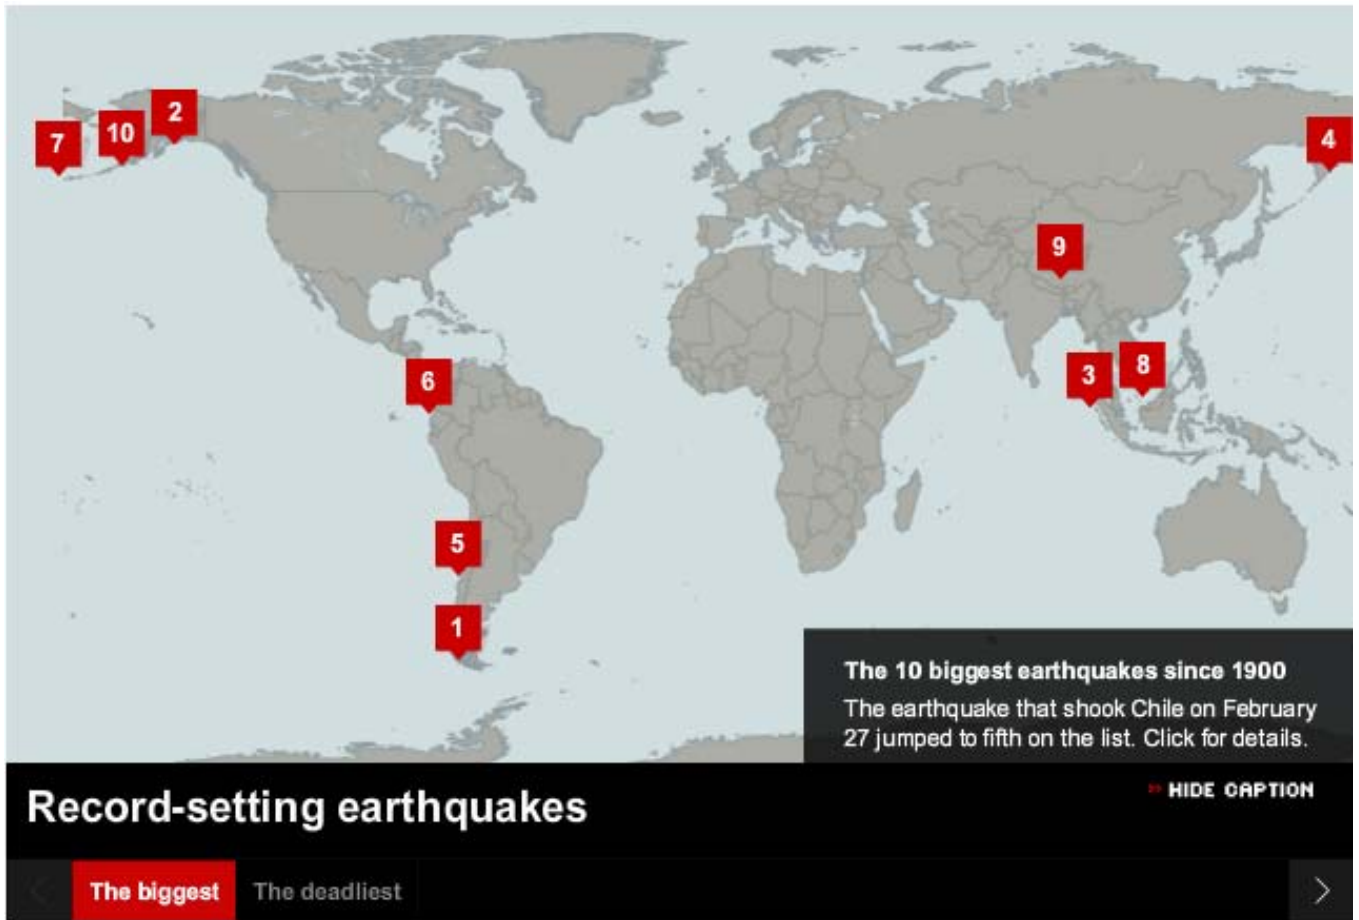 2
10
7
4
9
8
3
6
5
1
The 10 biggest earthquakes since 1900
The earthquake that shook Chile on February
27 jumped to fifth on the list. Click for details.
HIDE CAPTION
Record-setting earthquakes
The biggest
The deadliest